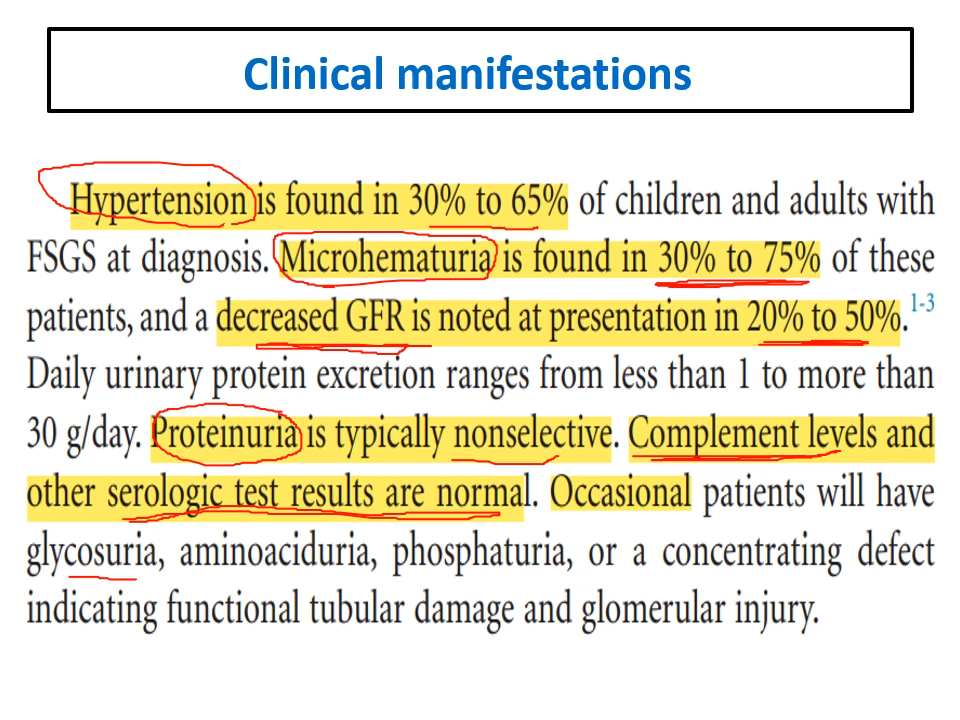 Clinical manifestations
Hypertension is found in 30% to 65% of children and adults with
FSGS at diagnosis. Microhematuria is found in 30% to 75% of these
patients, and a decreased GFR is noted at presentation in 20% to 50%.1-3
Daily urinary protein excretion ranges from less than 1 to more than
30 g/day. Proteinuria is typically nonselective. Complement levels and
other serologic test results are normal. Occasional patients will have
glycosuria, aminoaciduria, phosphaturia, or a concentrating defect
indicating functional tubular damage and glomerular injury.